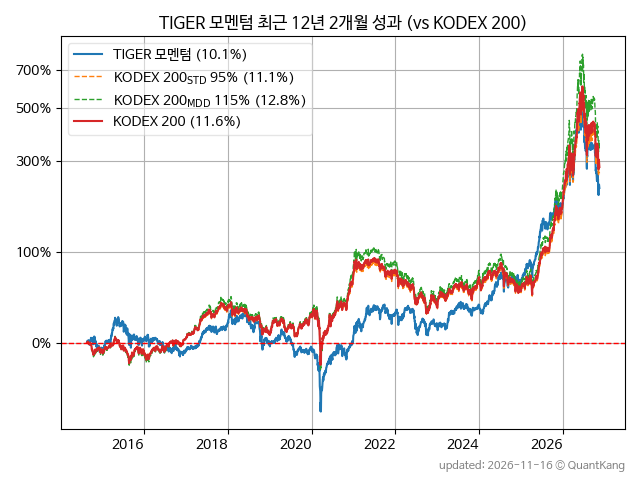 TIGER 모멘텀 최근 12년 2개월 성과 (vs KODEX 200)
TIGER 모멘텀 (10.1%)
KODEX 200STD 95% (11.1%)
KODEX 200MDD 115% (12.8%)
KODEX 200 (11.6%)
700%
500%
300%
100%
0%
2016 2018 2020 2022 2024 2026
updated: 2026-11-16 © QuantKang